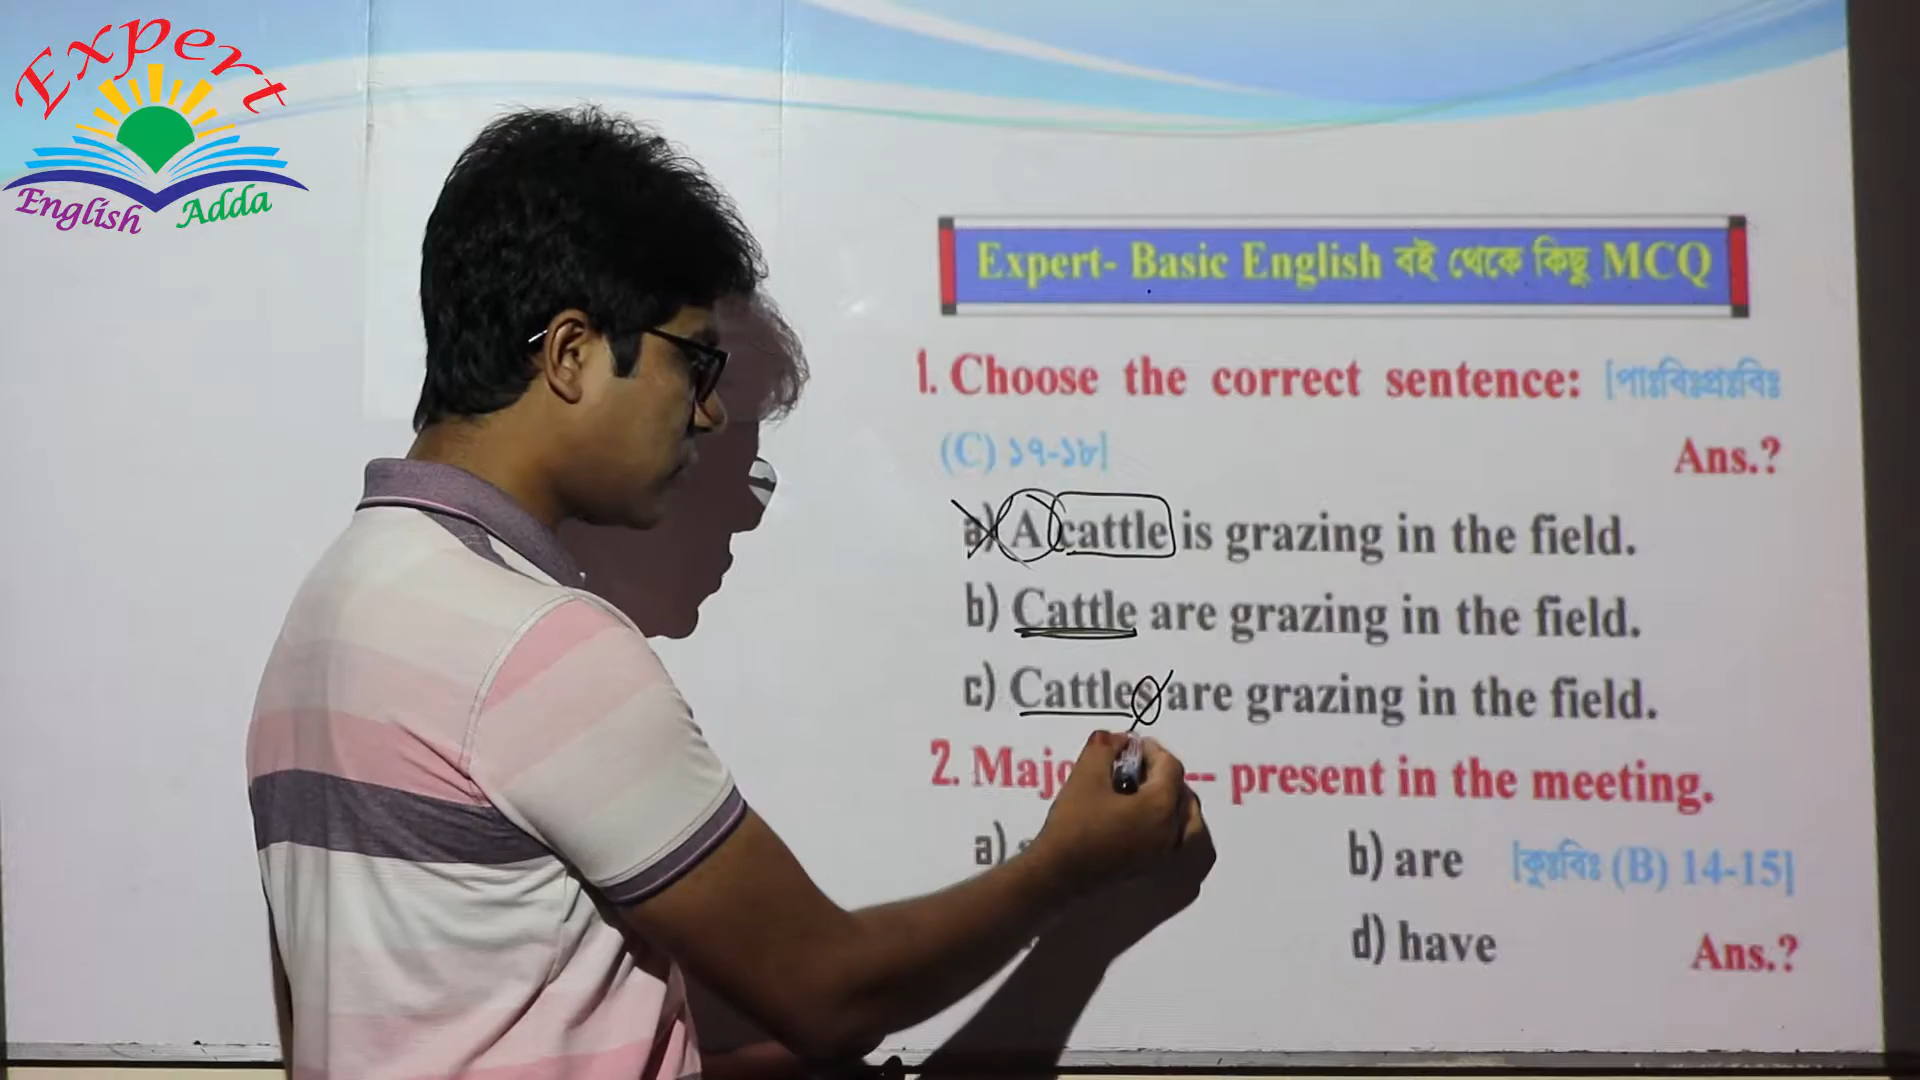 Expert
English Adda
Expert- Basic English বই থেকে কিছু MCQ
1. Choose the correct sentence: [পাঃবিঃপ্রঃবিঃ
(C) ১৭-১৮] Ans.?
a) A cattle is grazing in the field.
b) Cattle are grazing in the field.
c) Cattles are grazing in the field.
2. -- present in the meeting.
a) b) are [কুঃবিঃ (B) 14-15]
d) have Ans.?